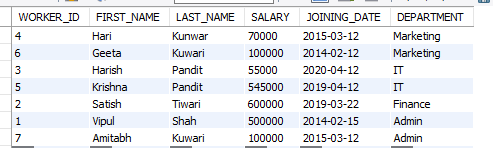 WORKER_ID FIRST_NAME LAST_NAME SALARY JOINING_DATE DEPARTMENT
4 Hari Kunwar 70000 2015-03-12 Marketing
6 Geeta Kuwari 100000 2014-02-12 Marketing
3 Harish Pandit 55000 2020-04-12 IT
5 Krishna Pandit 545000 2019-04-12 IT
2 Satish Tiwari 600000 2019-03-22 Finance
1 Vipul Shah 500000 2014-02-15 Admin
7 Amitabh Kuwari 100000 2015-03-12 Admin